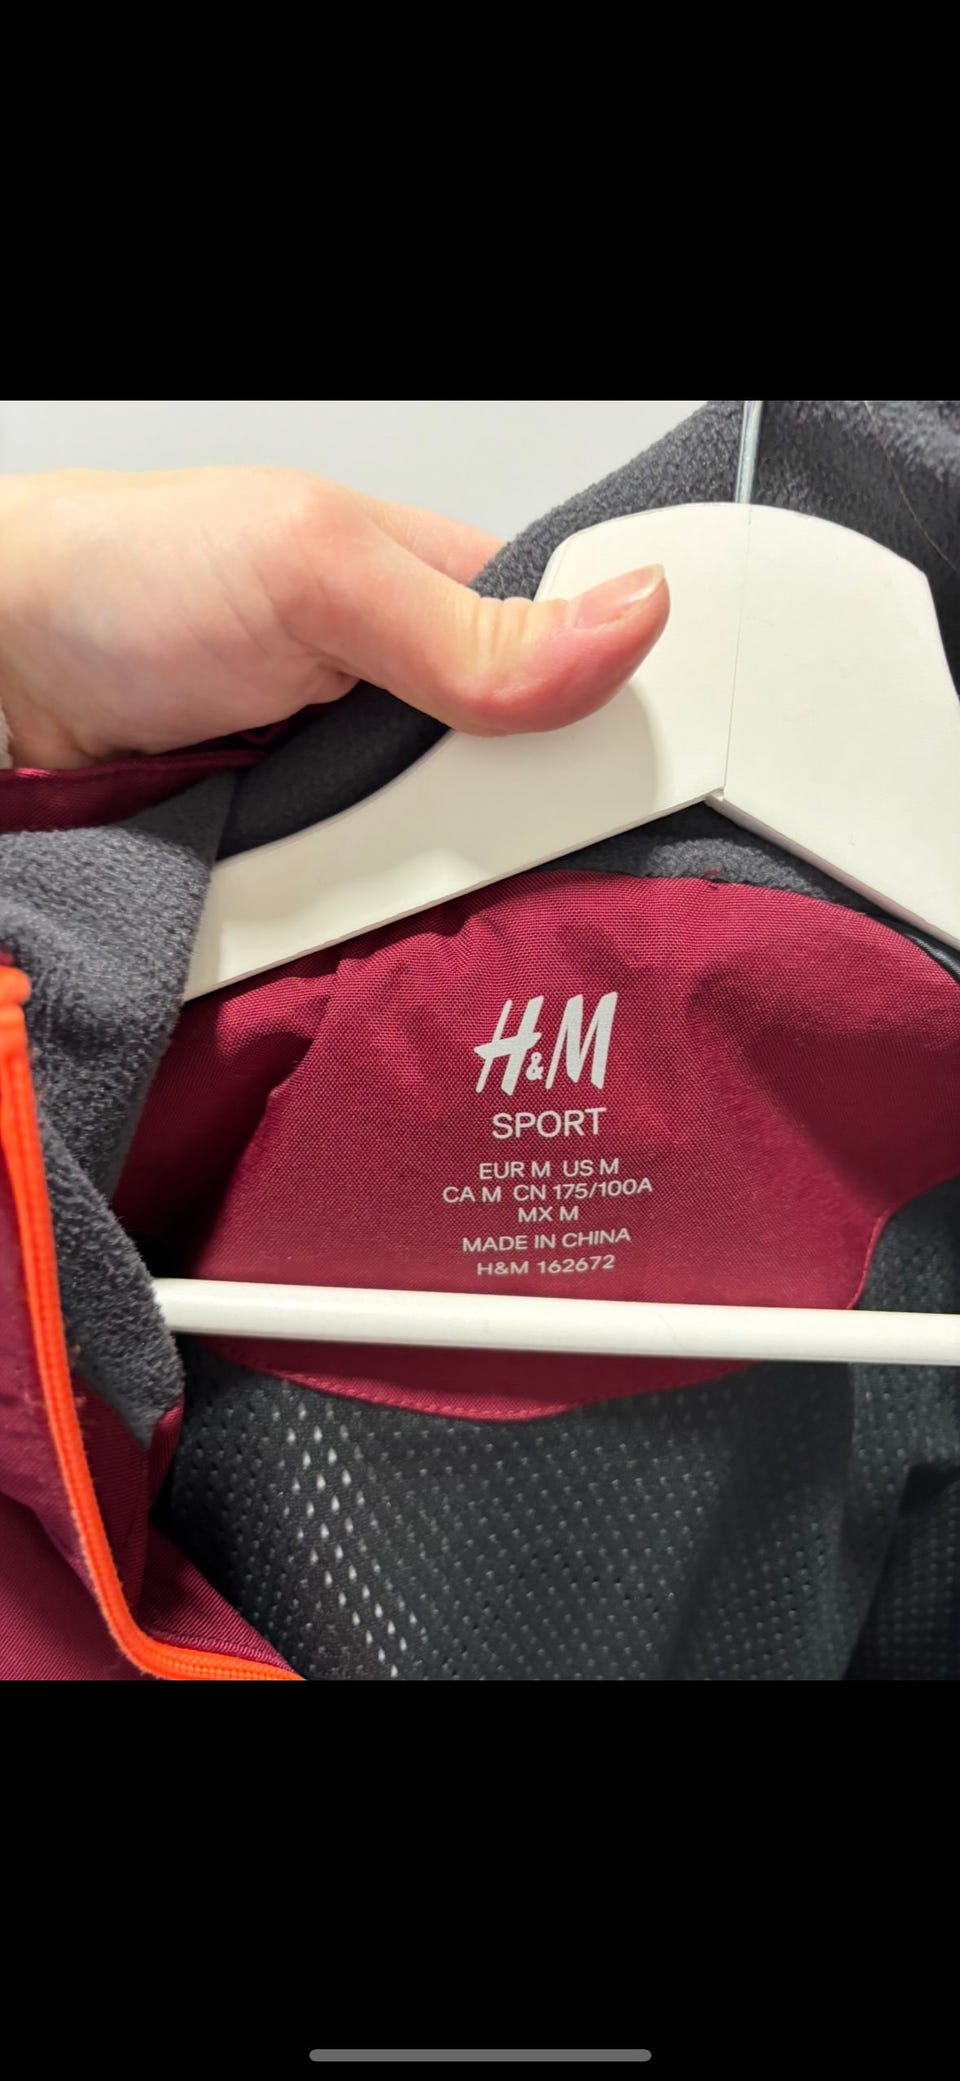 H&M
SPORT
EUR M US M
CA M CN 175/100A
MX M
MADE IN CHINA
H&M 162672